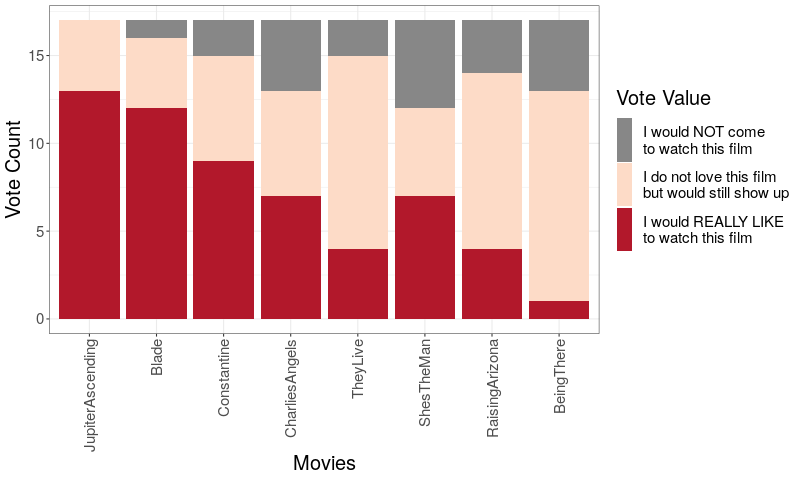 15
10
5
0
Vote Count
JupiterAscending
Blade
Constantine
CharliesAngels
TheyLive
ShesTheMan
RaisingArizona
BeingThere
Movies
Vote Value
I would NOT come
to watch this film
I do not love this film
but would still show up
I would REALLY LIKE
to watch this film